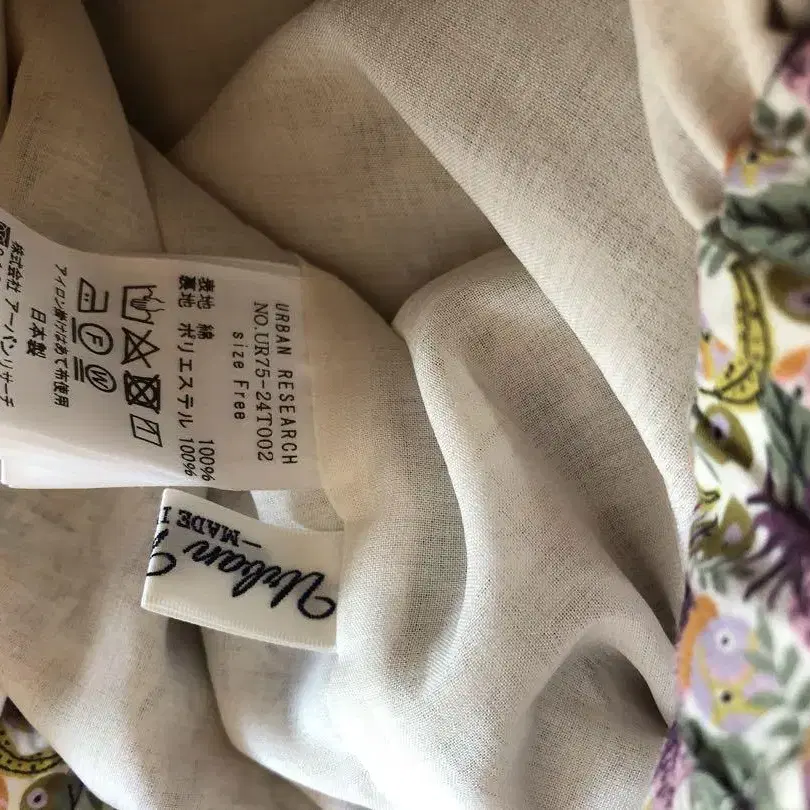 URBAN RESEARCH
NO.UR75-24T002
size Free
表地 綿 100%
裏地 ポリエステル 100%
アイロン掛けはあて布使用
日本製
株式会社 アーバンリサーチ
Urban
MADE